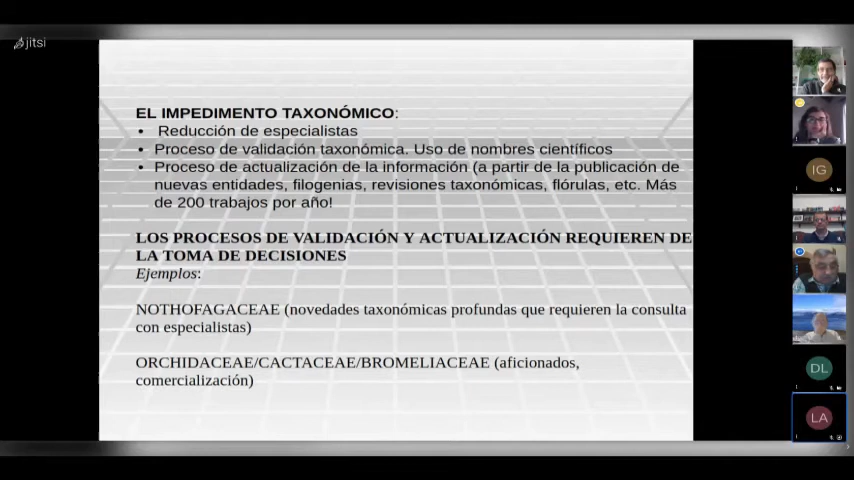 jitsi
EL IMPEDIMENTO TAXONÓMICO:
• Reducción de especialistas
• Proceso de validación taxonómica. Uso de nombres científicos
• Proceso de actualización de la información (a partir de la publicación de
nuevas entidades, filogenias, revisiones taxonómicas, flórulas, etc. Más
de 200 trabajos por año!
LOS PROCESOS DE VALIDACIÓN Y ACTUALIZACIÓN REQUIEREN DE
LA TOMA DE DECISIONES
Ejemplos:
NOTHOFAGACEAE (novedades taxonómicas profundas que requieren la consulta
con especialistas)
ORCHIDACEAE/CACTACEAE/BROMELIACEAE (aficionados,
comercialización)
IG
DL
LA